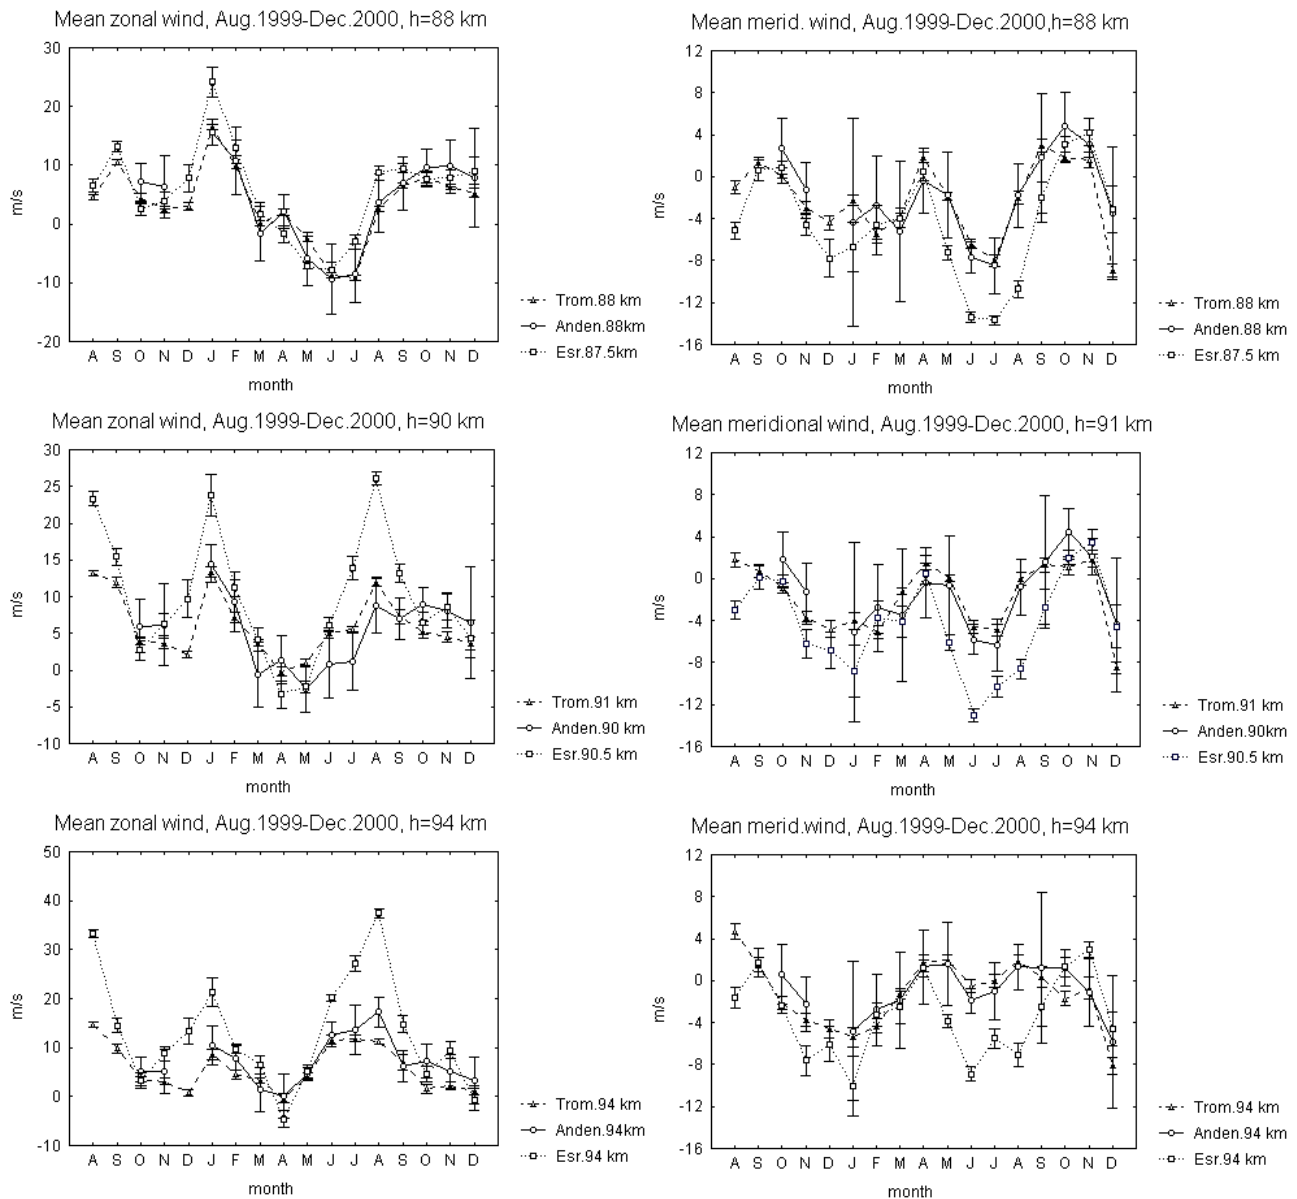 Mean zonal wind, Aug.1999-Dec.2000, h=88 km
30
20
10
0
-10
-20
m/s
A S O N D J F M A M J J A S O N D
month
Trom.88 km
Anden.88km
Esr.87.5km
Mean merid. wind, Aug.1999-Dec.2000,h=88 km
12
8
4
0
-4
-8
-12
-16
m/s
A S O N D J F M A M J J A S O N D
month
Trom.88 km
Anden.88 km
Esr.87.5 km
Mean zonal wind, Aug.1999-Dec.2000, h=90 km
30
25
20
15
10
5
0
-5
-10
m/s
A S O N D J F M A M J J A S O N D
month
Trom.91 km
Anden.90 km
Esr.90.5 km
Mean meridional wind, Aug.1999-Dec.2000, h=91 km
12
8
4
0
-4
-8
-12
-16
m/s
A S O N D J F M A M J J A S O N D
month
Trom.91 km
Anden.90km
Esr.90.5 km
Mean zonal wind, Aug.1999-Dec.2000, h=94 km
50
40
30
20
10
0
-10
m/s
A S O N D J F M A M J J A S O N D
month
Trom.94 km
Anden.94km
Esr.94 km
Mean merid.wind, Aug.1999-Dec.2000, h=94 km
12
8
4
0
-4
-8
-12
-16
m/s
A S O N D J F M A M J J A S O N D
month
Trom.94 km
Anden.94 km
Esr.94 km